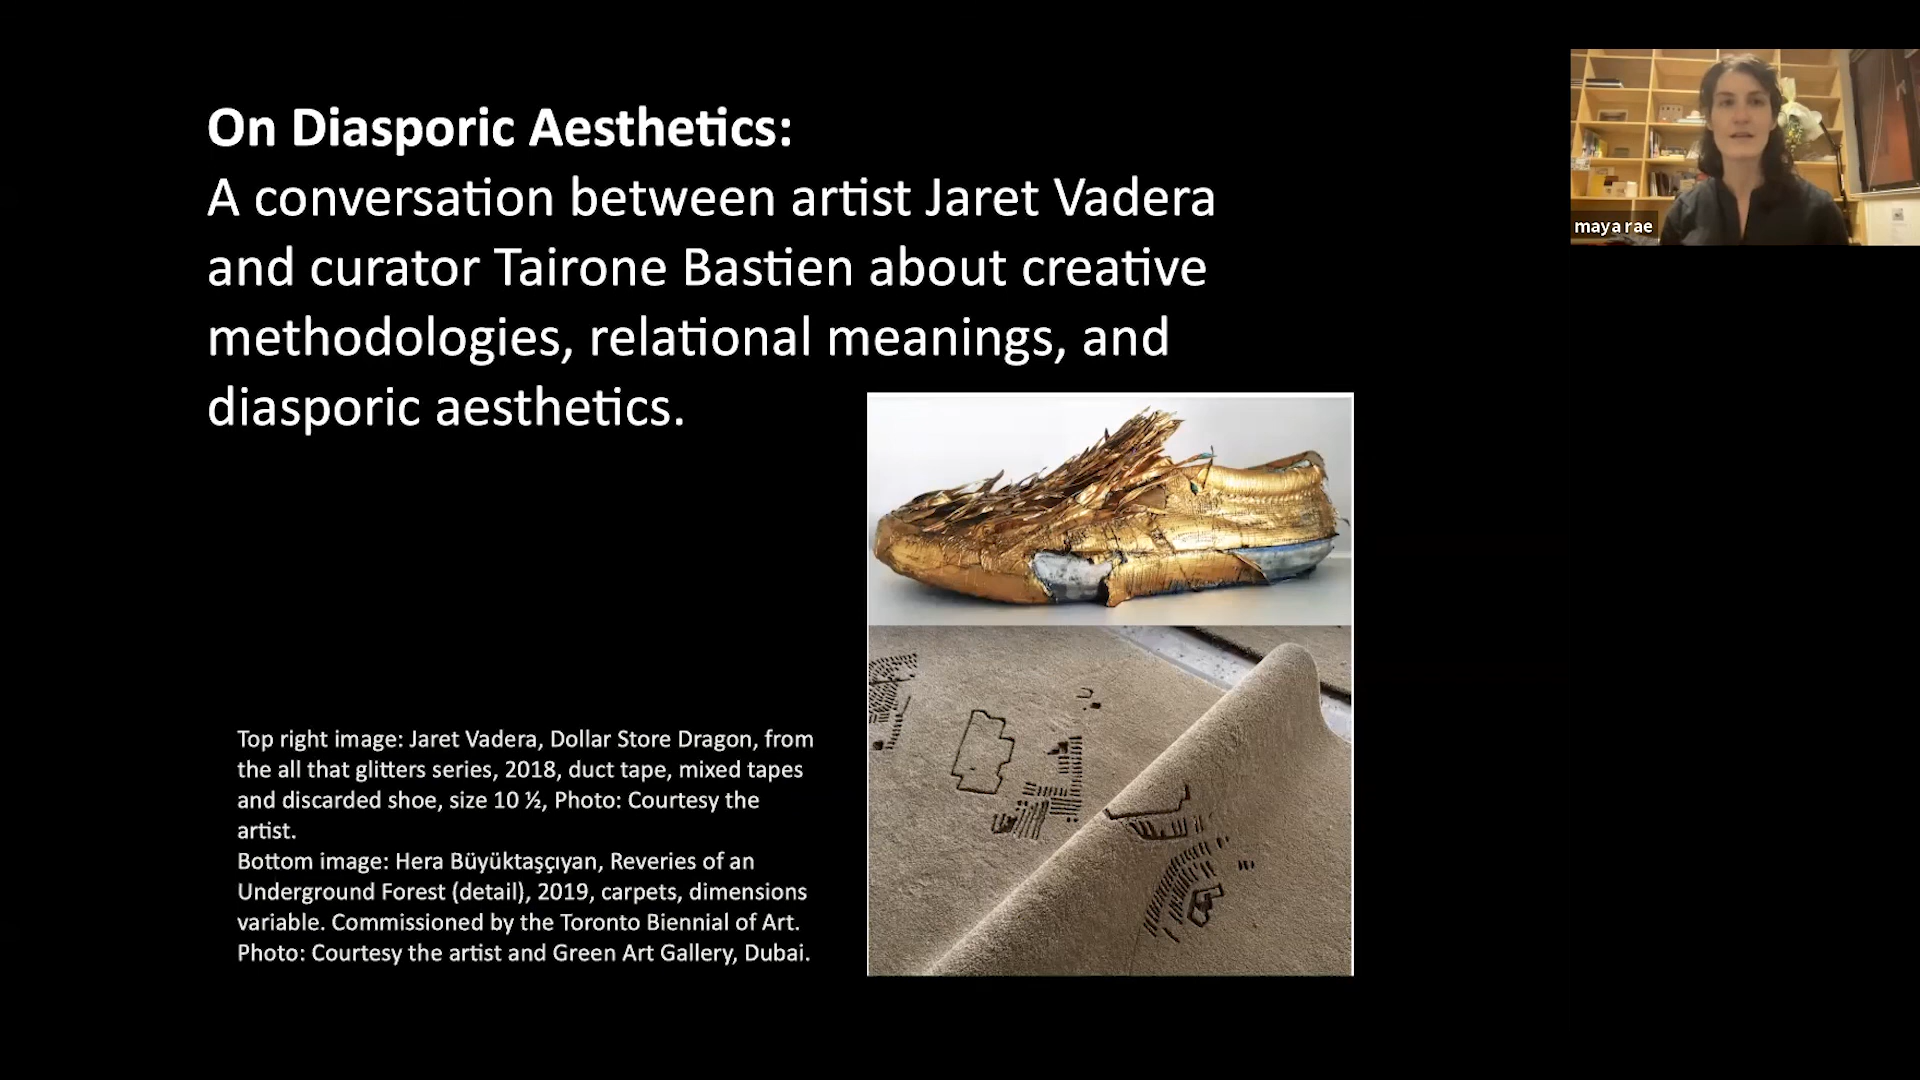 On Diasporic Aesthetics:
A conversation between artist Jaret Vadera
and curator Tairone Bastien about creative
methodologies, relational meanings, and
diasporic aesthetics.
maya rae
Top right image: Jaret Vadera, Dollar Store Dragon, from
the all that glitters series, 2018, duct tape, mixed tapes
and discarded shoe, size 10 ½, Photo: Courtesy the
artist.
Bottom image: Hera Büyüktaşçıyan, Reveries of an
Underground Forest (detail), 2019, carpets, dimensions
variable. Commissioned by the Toronto Biennial of Art.
Photo: Courtesy the artist and Green Art Gallery, Dubai.